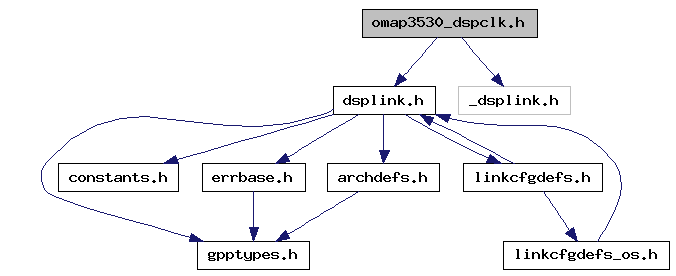 omap3530_dspclk.h
dsplink.h
_dsplink.h
constants.h
errbase.h
archdefs.h
linkcfgdefs.h
gpptypes.h
linkcfgdefs_os.h